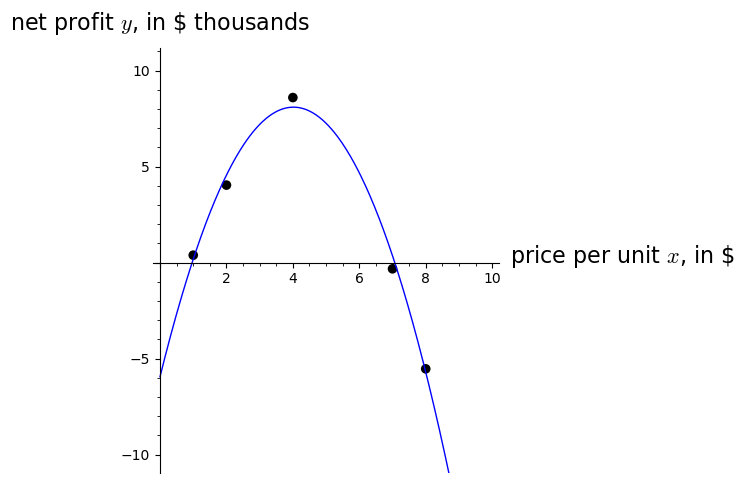 net profit y, in $ thousands
10
5
price per unit x, in $
2 4 6 8 10
−5
−10